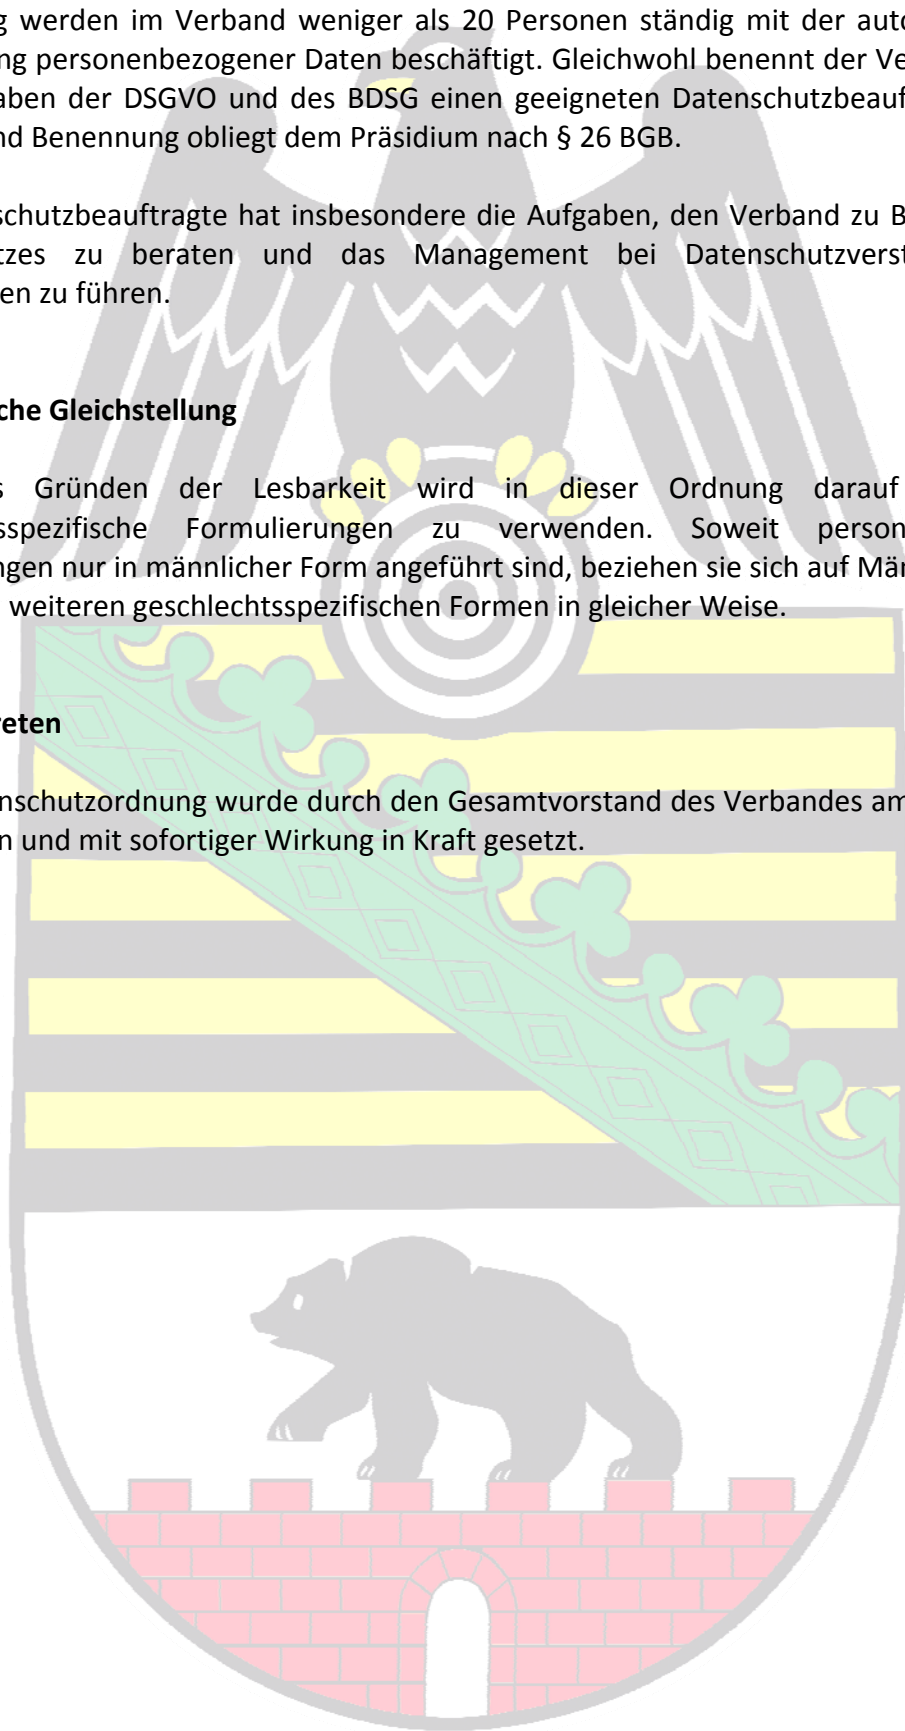 g werden im Verband weniger als 20 Personen ständig mit der auto
ng personenbezogener Daten beschäftigt. Gleichwohl benennt der Ve
aben der DSGVO und des BDSG einen geeigneten Datenschutzbeauf
nd Benennung obliegt dem Präsidium nach § 26 BGB.
schutzbeauftragte hat insbesondere die Aufgaben, den Verband zu B
tzes zu beraten und das Management bei Datenschutzverst
en zu führen.
che Gleichstellung
s Gründen der Lesbarkeit wird in dieser Ordnung darauf
sspezifische Formulierungen zu verwenden. Soweit person
ngen nur in männlicher Form angeführt sind, beziehen sie sich auf Män
weiteren geschlechtsspezifischen Formen in gleicher Weise.
reten
nschutzordnung wurde durch den Gesamtvorstand des Verbandes am
n und mit sofortiger Wirkung in Kraft gesetzt.